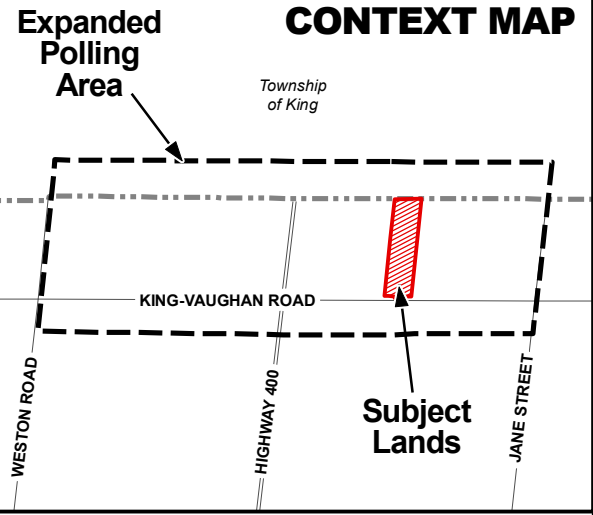 CONTEXT MAP
Expanded
Polling
Area
Township
of King
KING-VAUGHAN ROAD
WESTON ROAD
HIGHWAY 400
JANE STREET
Subject
Lands